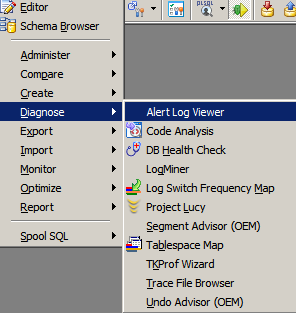 Editor
Schema Browser
Administer
Compare
Create
Diagnose
Export
Import
Monitor
Optimize
Report
Spool SQL
Alert Log Viewer
Code Analysis
DB Health Check
LogMiner
Log Switch Frequency Map
Project Lucy
Segment Advisor (OEM)
Tablespace Map
TKProf Wizard
Trace File Browser
Undo Advisor (OEM)